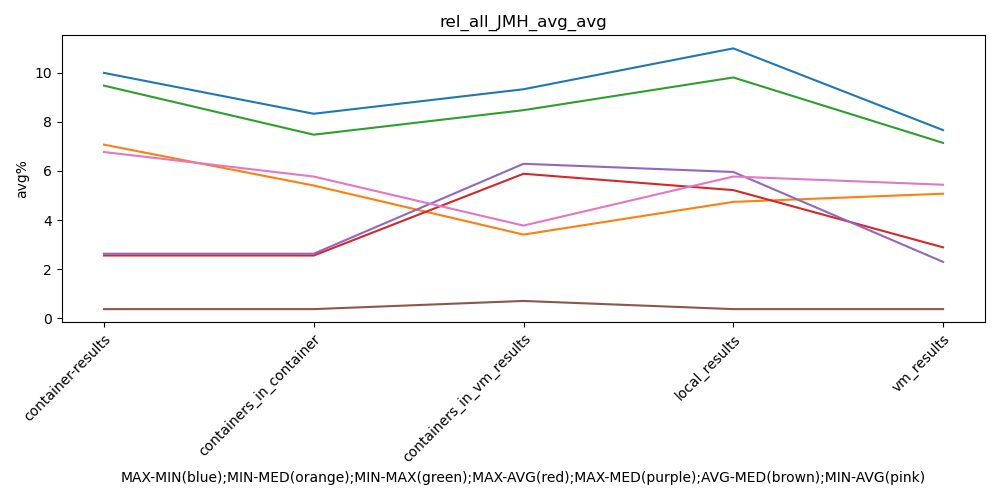 rel_all_JMH_avg_avg
avg%
10
8
6
4
2
0
container-results
containers_in_container
containers_in_vm_results
local_results
vm_results
MAX-MIN(blue);MIN-MED(orange);MIN-MAX(green);MAX-AVG(red);MAX-MED(purple);AVG-MED(brown);MIN-AVG(pink)